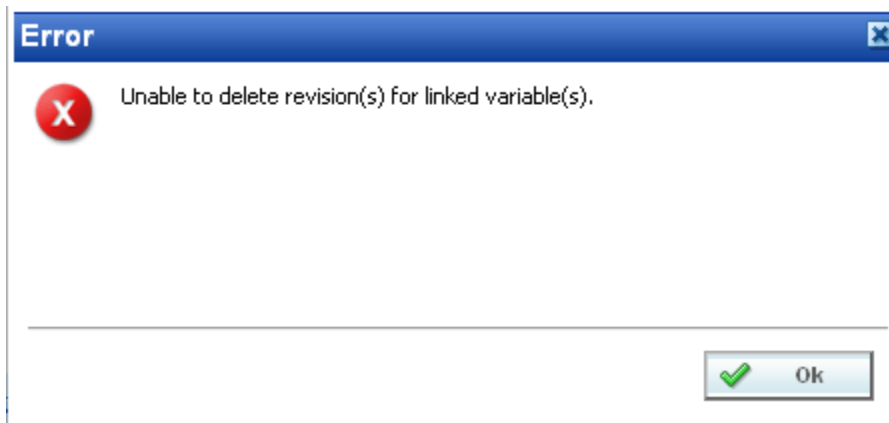 Error
Unable to delete revision(s) for linked variable(s).
Ok